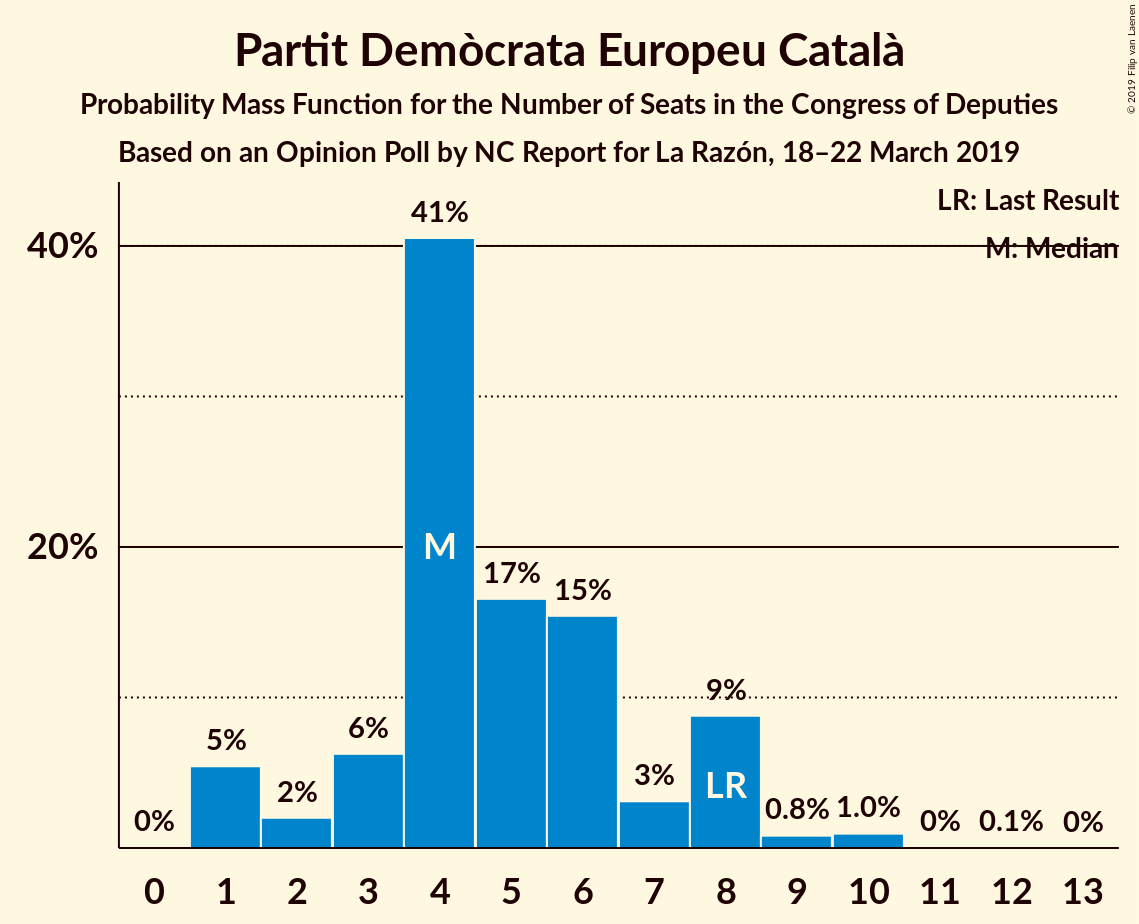 Partit Demòcrata Europeu Català
Probability Mass Function for the Number of Seats in the Congress of Deputies
Based on an Opinion Poll by NC Report for La Razón, 18–22 March 2019
© 2019 Filip van Laenen
LR: Last Result
M: Median
40%
20%
0%
5%
2%
6%
41%
M
17%
15%
3%
9%
LR
0.8%
1.0%
0%
0.1%
0%
0 1 2 3 4 5 6 7 8 9 10 11 12 13